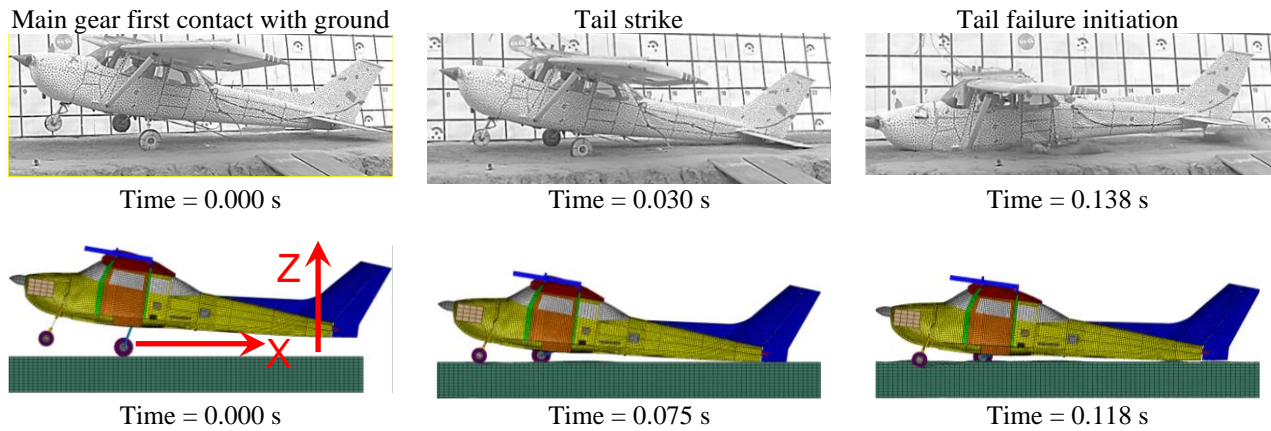 Main gear first contact with ground
Tail strike
Tail failure initiation
Time = 0.000 s
Time = 0.030 s
Time = 0.138 s
Z
X
Time = 0.000 s
Time = 0.075 s
Time = 0.118 s